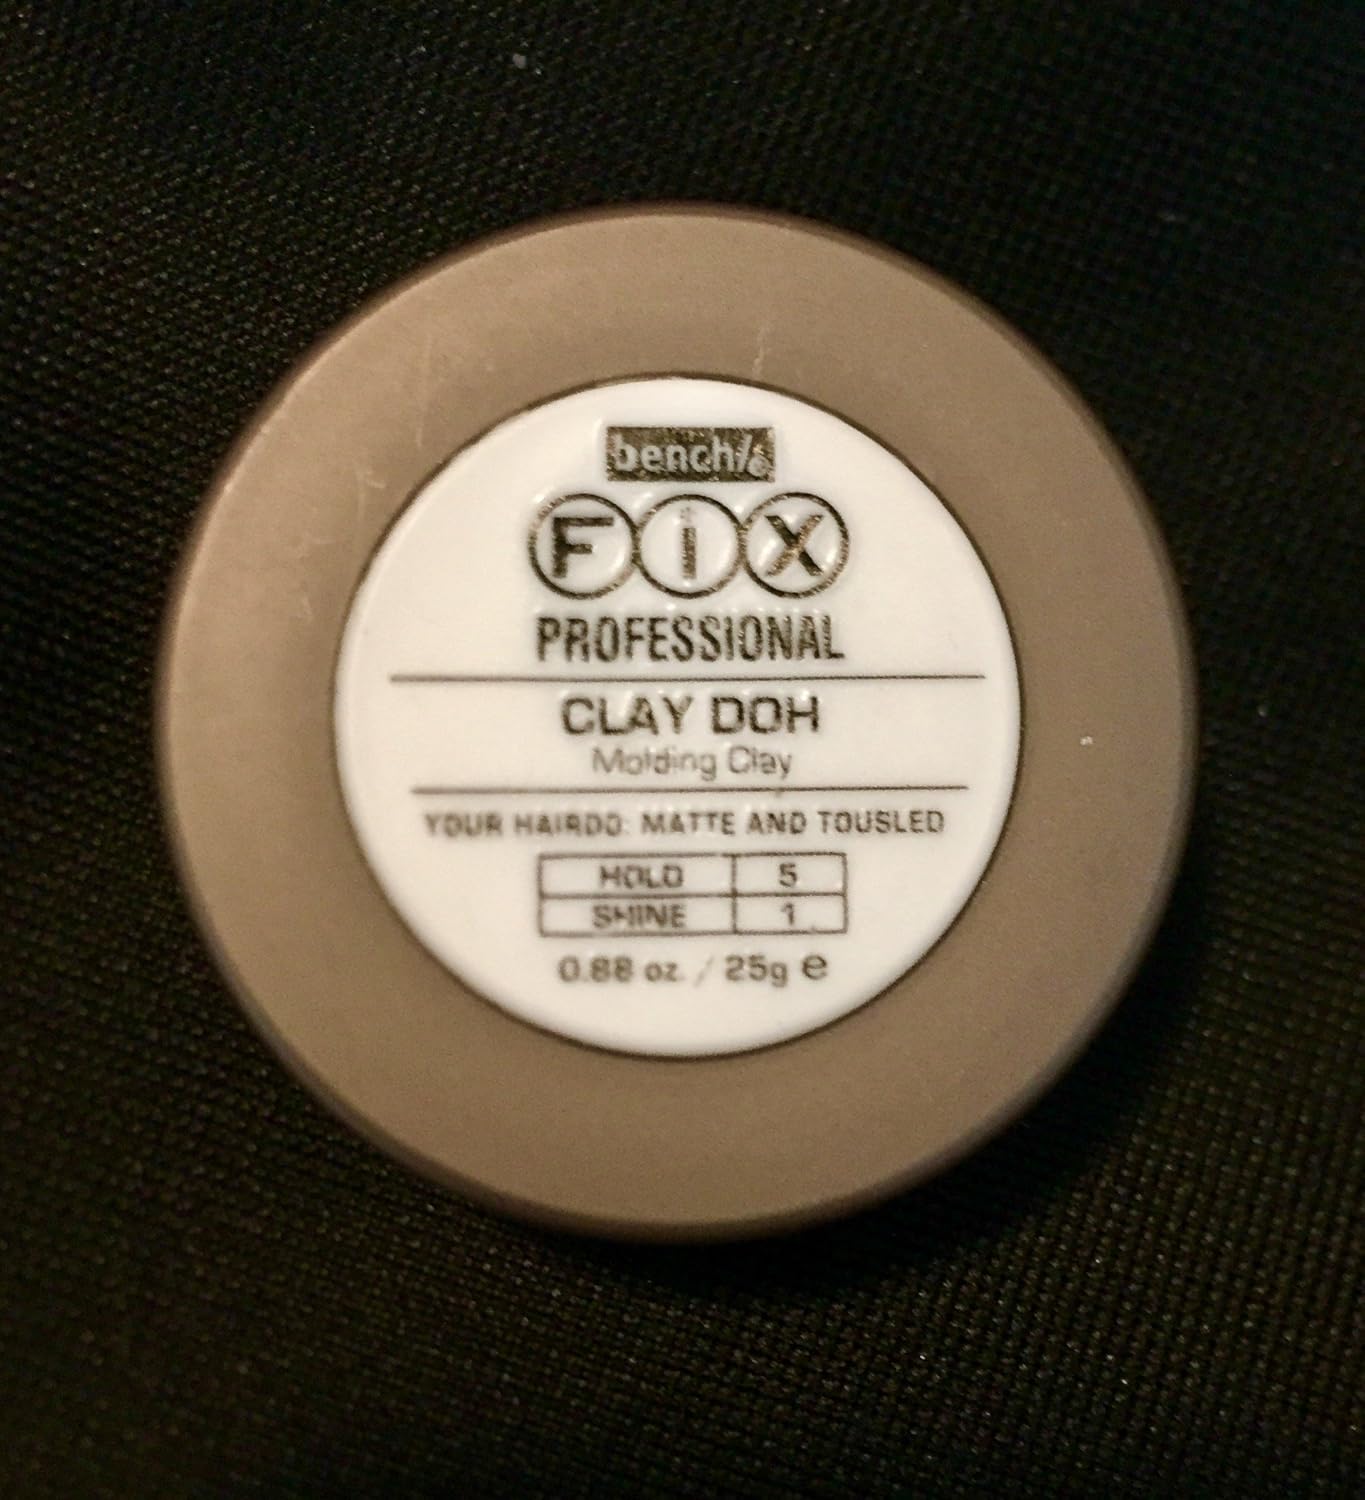 bench/®
FiX
PROFESSIONAL
CLAY DOH
Molding Clay
YOUR HAIRDO: MATTE AND TOUSLED
HOLD 5
SHINE 1
0.88 oz. / 25g ℮